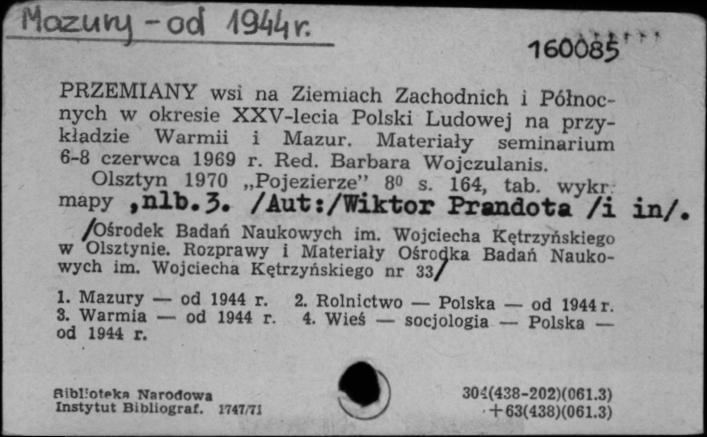 Mazury - od 1944 r.
160085
PRZEMIANY wsi na Ziemiach Zachodnich i Północ-
nych w okresie XXV-lecia Polski Ludowej na przy-
kładzie Warmii i Mazur. Materiały seminarium
6-8 czerwca 1969 r. Red. Barbara Wojczulanis.
Olsztyn 1970 „Pojezierze” 8⁰ s. 164, tab. wykr.
mapy ,nlb.3. /Aut:/Wiktor Prandota /i in/.
/Ośrodek Badań Naukowych im. Wojciecha Kętrzyńskiego
w Olsztynie. Rozprawy i Materiały Ośrodka Badań Nauko-
wych im. Wojciecha Kętrzyńskiego nr 33/
1. Mazury — od 1944 r. 2. Rolnictwo — Polska — od 1944 r.
3. Warmia — od 1944 r. 4. Wieś — socjologia — Polska —
od 1944 r.
Biblioteka Narodowa
Instytut Bibliograf. 1747/71
304(438-202)(061.3)
+63(438)(061.3)